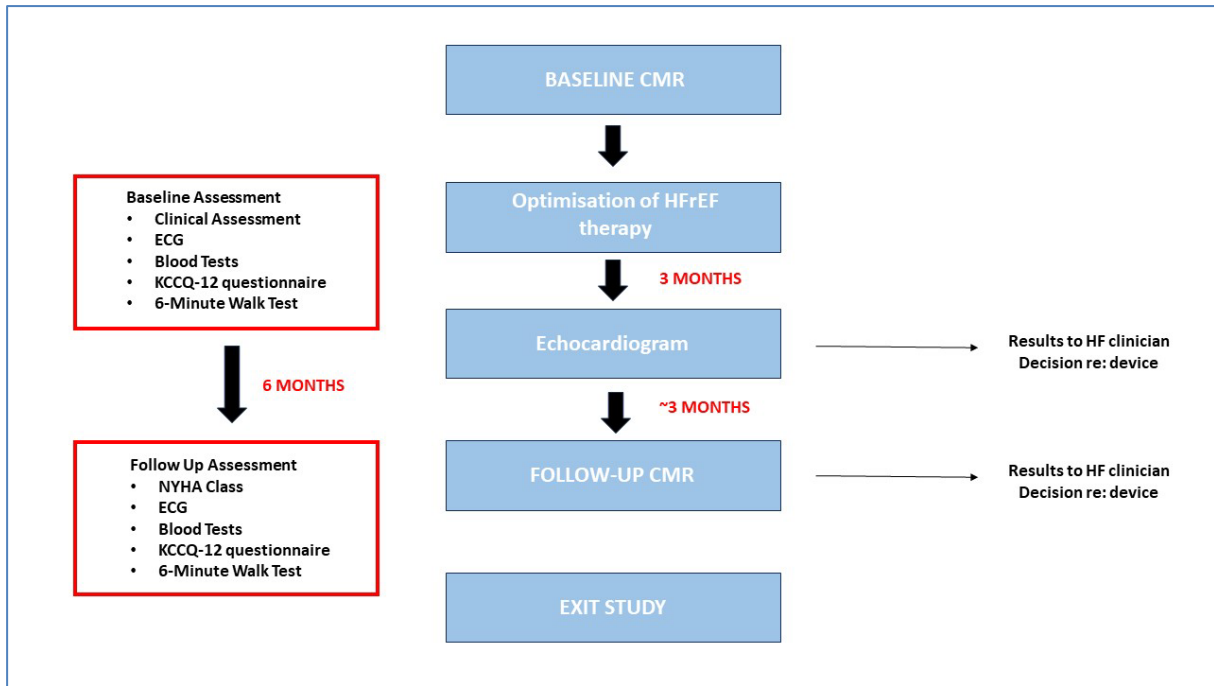 BASELINE CMR
Baseline Assessment
• Clinical Assessment
• ECG
• Blood Tests
• KCCQ-12 questionnaire
• 6-Minute Walk Test
Optimisation of HFrEF
therapy
3 MONTHS
Echocardiogram
Results to HF clinician
Decision re: device
6 MONTHS
~3 MONTHS
Follow Up Assessment
• NYHA Class
• ECG
• Blood Tests
• KCCQ-12 questionnaire
• 6-Minute Walk Test
FOLLOW-UP CMR
Results to HF clinician
Decision re: device
EXIT STUDY